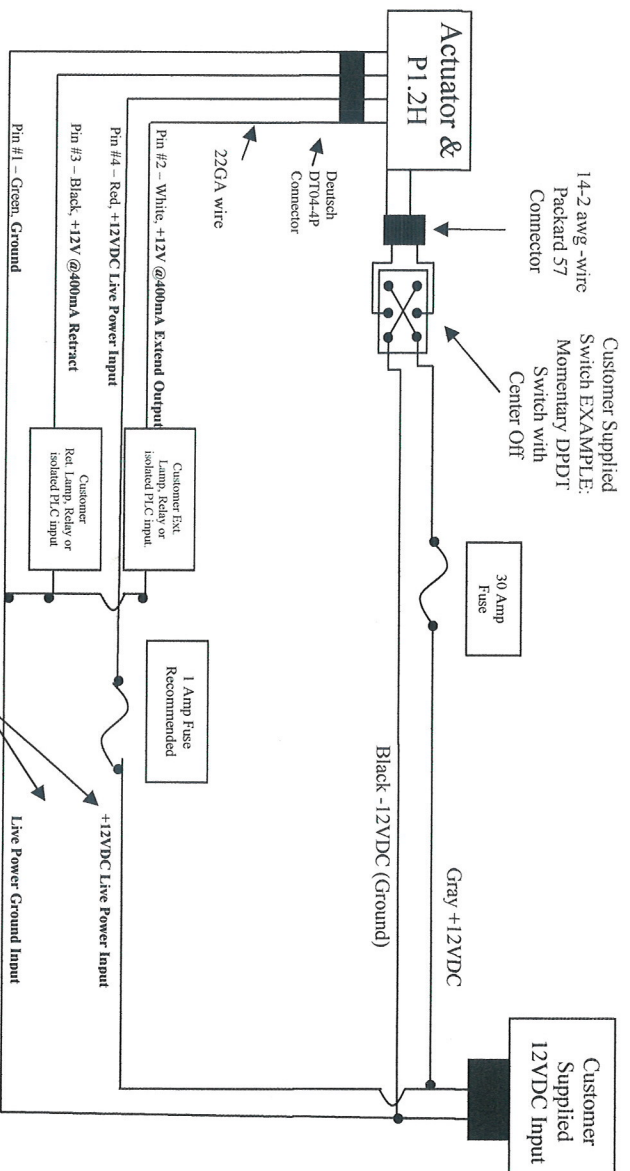 Actuator &
P1.2H
14-2 awg -wire
Packard 57
Connector
Customer Supplied
Switch EXAMPLE:
Momentary DPDT
Switch with
Center Off
30 Amp
Fuse
Gray +12VDC
Black -12VDC (Ground)
Customer
Supplied
12VDC Input
Deutsch
DT04-4P
Connector
22GA wire
Pin #2 – White, +12V @400mA Extend Output
Pin #4 – Red, +12VDC Live Power Input
Pin #3 – Black, +12V @400mA Retract
Pin #1 – Green, Ground
Customer Ext.
Lamp, Relay or
isolated PLC input.
Customer
Ret. Lamp, Relay or
isolated PLC input
1 Amp Fuse
Recommended
+12VDC Live Power Input
Live Power Ground Input